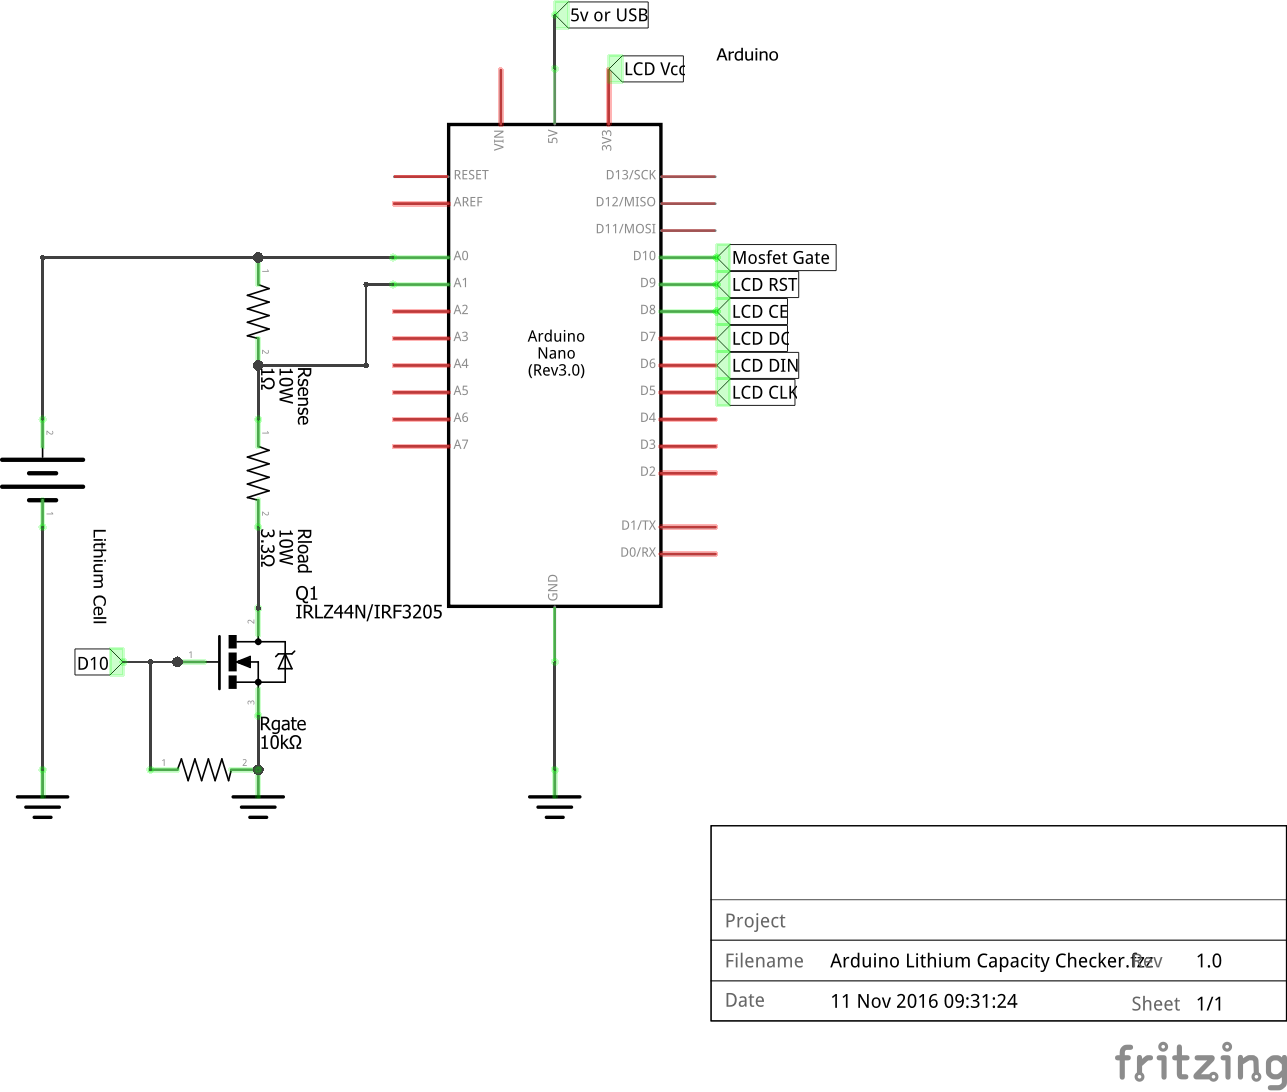 5v or USB
Arduino
LCD Vcc
VIN
5V
3V3
RESET
AREF
A0
A1
A2
A3
A4
A5
A6
A7
D13/SCK
D12/MISO
D11/MOSI
D10
D9
D8
D7
D6
D5
D4
D3
D2
D1/TX
D0/RX
GND
Arduino
Nano
(Rev3.0)
Mosfet Gate
LCD RST
LCD CE
LCD DC
LCD DIN
LCD CLK
1
2
Rsense
10W
1Ω
1
2
Rload
10W
3.3Ω
2
1
Lithium Cell
Q1
IRLZ44N/IRF3205
2
1
3
D10
Rgate
10kΩ
1
2
Project
Filename
Arduino Lithium Capacity Checker.fzz
Rev
1.0
Date
11 Nov 2016 09:31:24
Sheet
1/1
fritzing